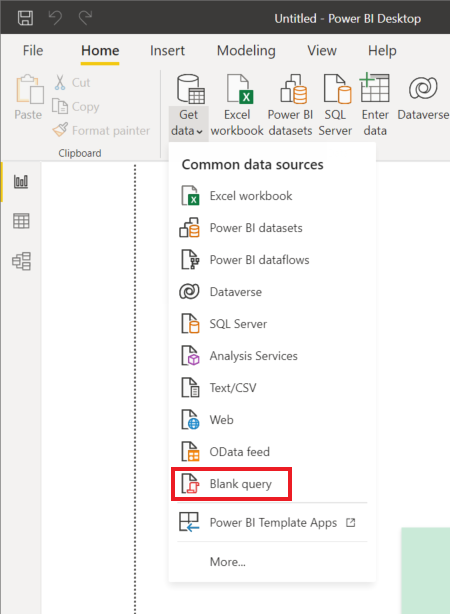 Untitled - Power BI Desktop
File Home Insert Modeling View Help
Paste
Cut
Copy
Format painter
Clipboard
Get data
Excel workbook
Power BI datasets
SQL Server
Enter data
Dataverse
Common data sources
Excel workbook
Power BI datasets
Power BI dataflows
Dataverse
SQL Server
Analysis Services
Text/CSV
Web
OData feed
Blank query
Power BI Template Apps
More...